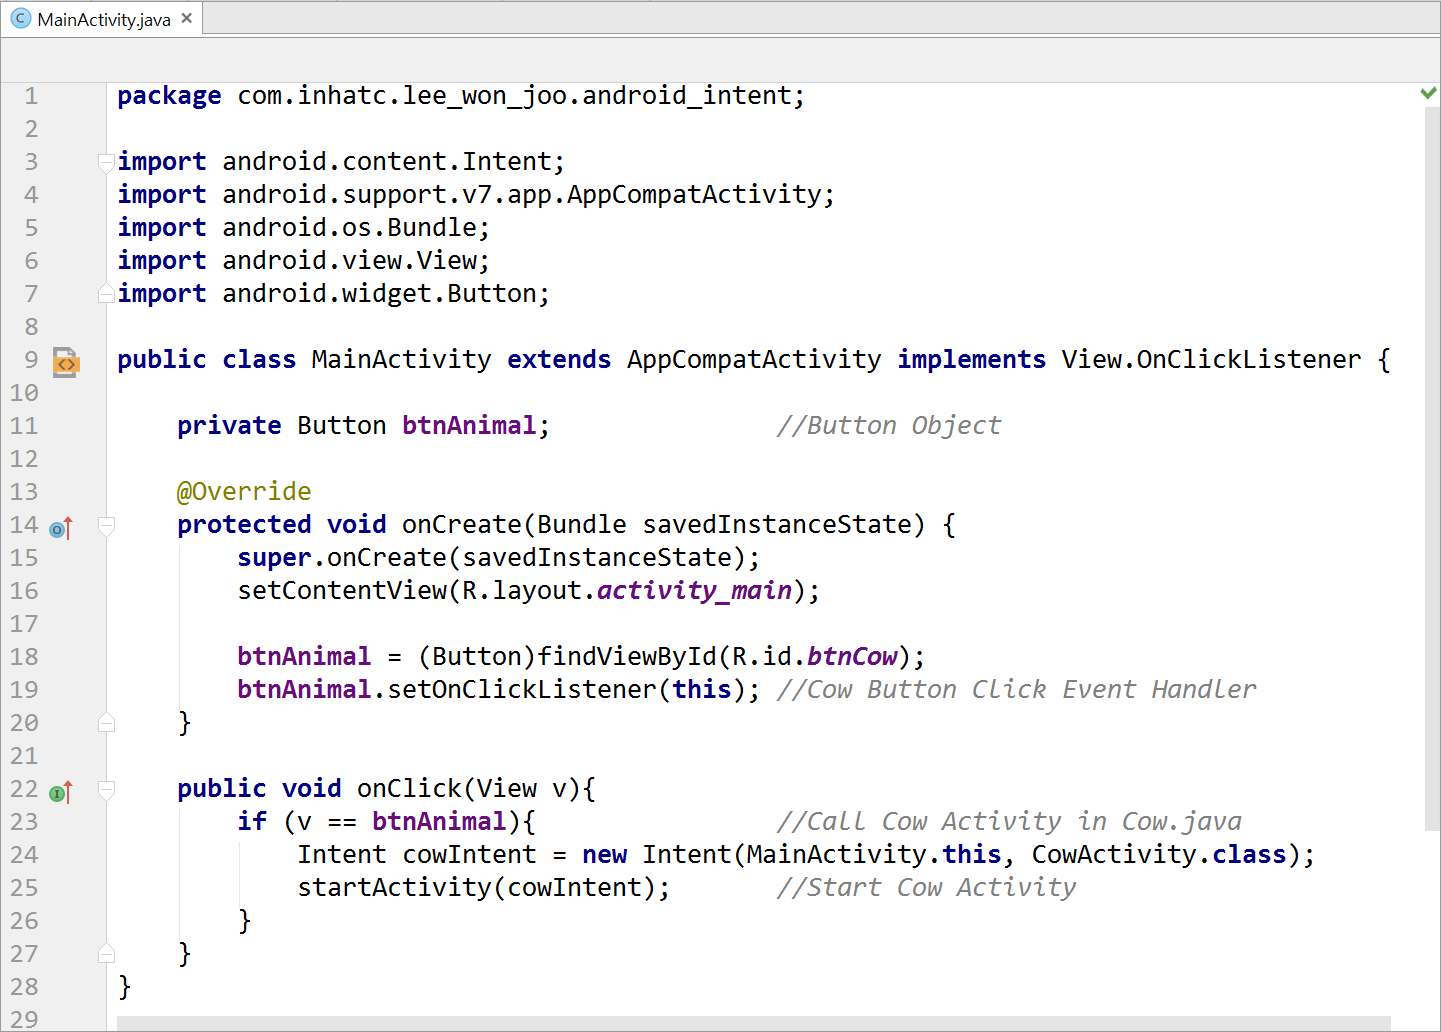 MainActivity.java
1 package com.inhatc.lee_won_joo.android_intent;
2
3 import android.content.Intent;
4 import android.support.v7.app.AppCompatActivity;
5 import android.os.Bundle;
6 import android.view.View;
7 import android.widget.Button;
8
9 public class MainActivity extends AppCompatActivity implements View.OnClickListener {
10
11     private Button btnAnimal;               //Button Object
12
13     @Override
14     protected void onCreate(Bundle savedInstanceState) {
15         super.onCreate(savedInstanceState);
16         setContentView(R.layout.activity_main);
17
18         btnAnimal = (Button)findViewById(R.id.btnCow);
19         btnAnimal.setOnClickListener(this); //Cow Button Click Event Handler
20     }
21
22     public void onClick(View v){
23         if (v == btnAnimal){                //Call Cow Activity in Cow.java
24             Intent cowIntent = new Intent(MainActivity.this, CowActivity.class);
25             startActivity(cowIntent);       //Start Cow Activity
26         }
27     }
28 }
29